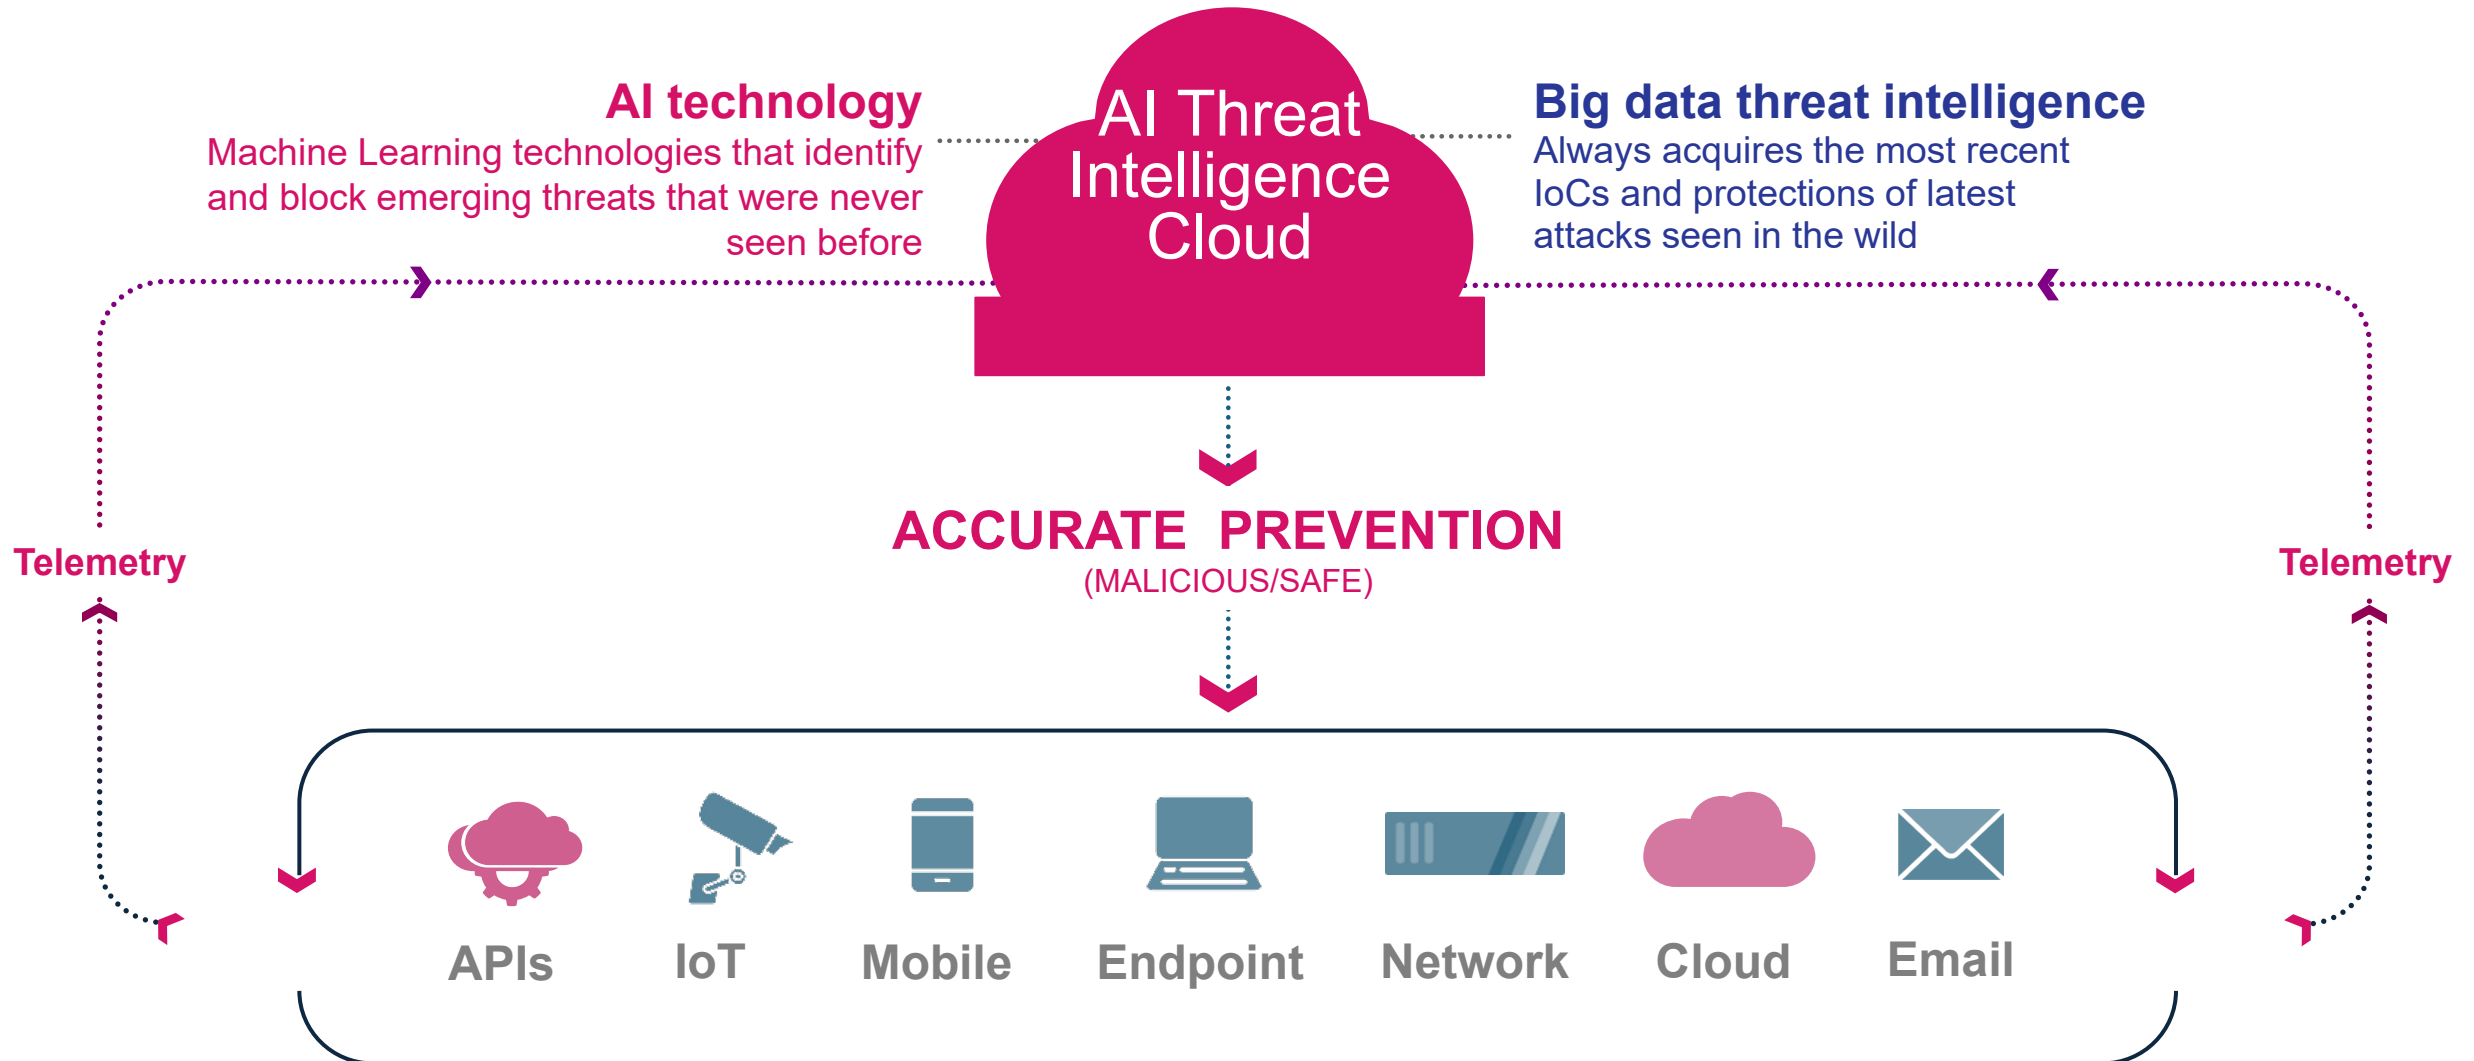 AI technology
Machine Learning technologies that identify
and block emerging threats that were never
seen before
AI Threat
Intelligence
Cloud
Big data threat intelligence
Always acquires the most recent
IoCs and protections of latest
attacks seen in the wild
ACCURATE PREVENTION
(MALICIOUS/SAFE)
Telemetry
Telemetry
APIs
IoT
Mobile
Endpoint
Network
Cloud
Email